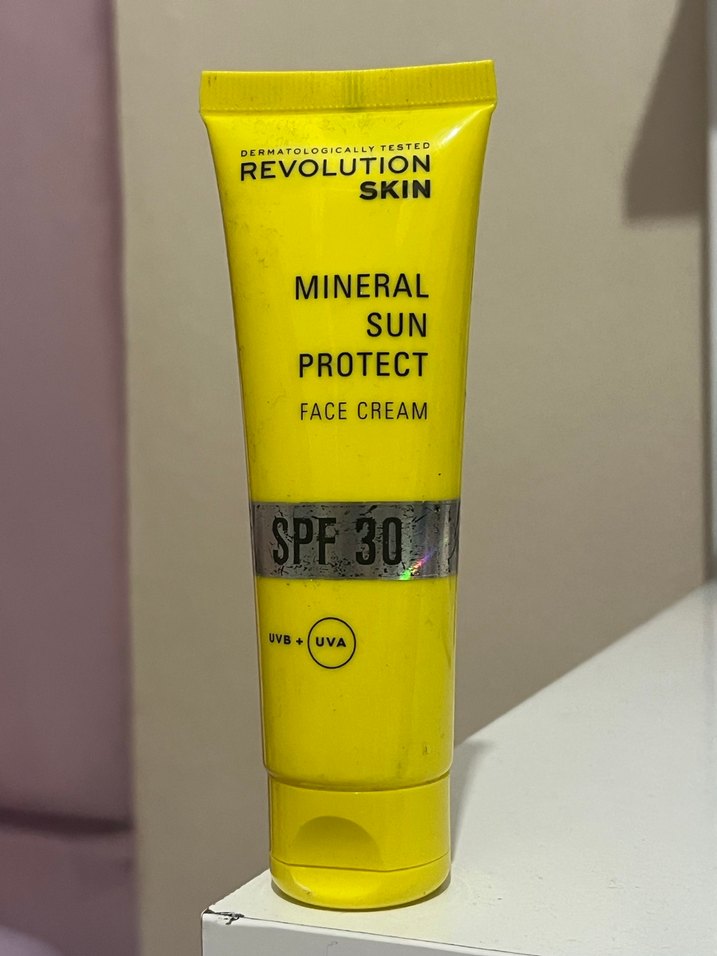 DERMATOLOGICALLY TESTED
REVOLUTION
SKIN
MINERAL
SUN
PROTECT
FACE CREAM
SPF 30
UVB + UVA